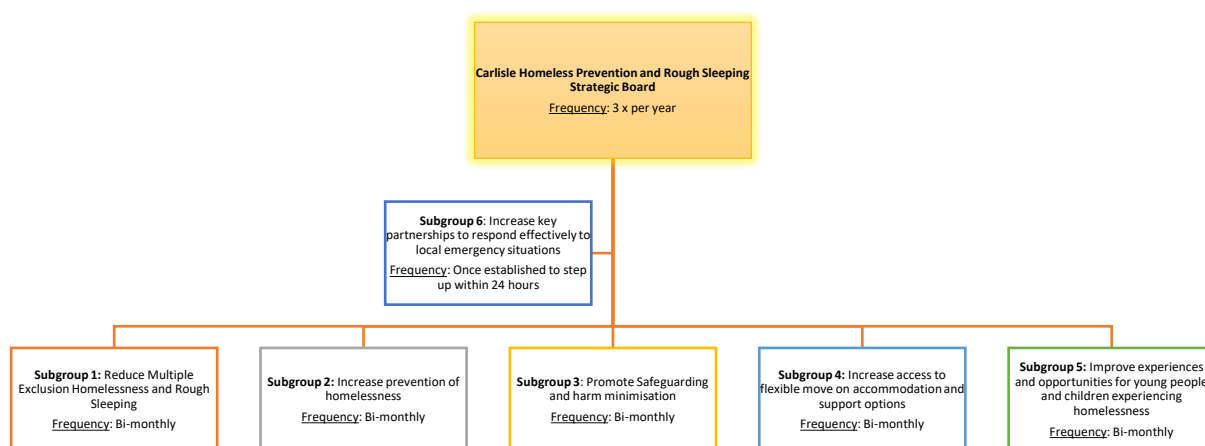 Carlisle Homeless Prevention and Rough Sleeping
Strategic Board
Frequency: 3 x per year
Subgroup 6: Increase key
partnerships to respond effectively to
local emergency situations
Frequency: Once established to step
up within 24 hours
Subgroup 1: Reduce Multiple
Exclusion Homelessness and Rough
Sleeping
Frequency: Bi-monthly
Subgroup 2: Increase prevention of
homelessness
Frequency: Bi-monthly
Subgroup 3: Promote Safeguarding
and harm minimisation
Frequency: Bi-monthly
Subgroup 4: Increase access to
flexible move on accommodation and
support options
Frequency: Bi-monthly
Subgroup 5: Improve experiences
and opportunities for young people
and children experiencing
homelessness
Frequency: Bi-monthly